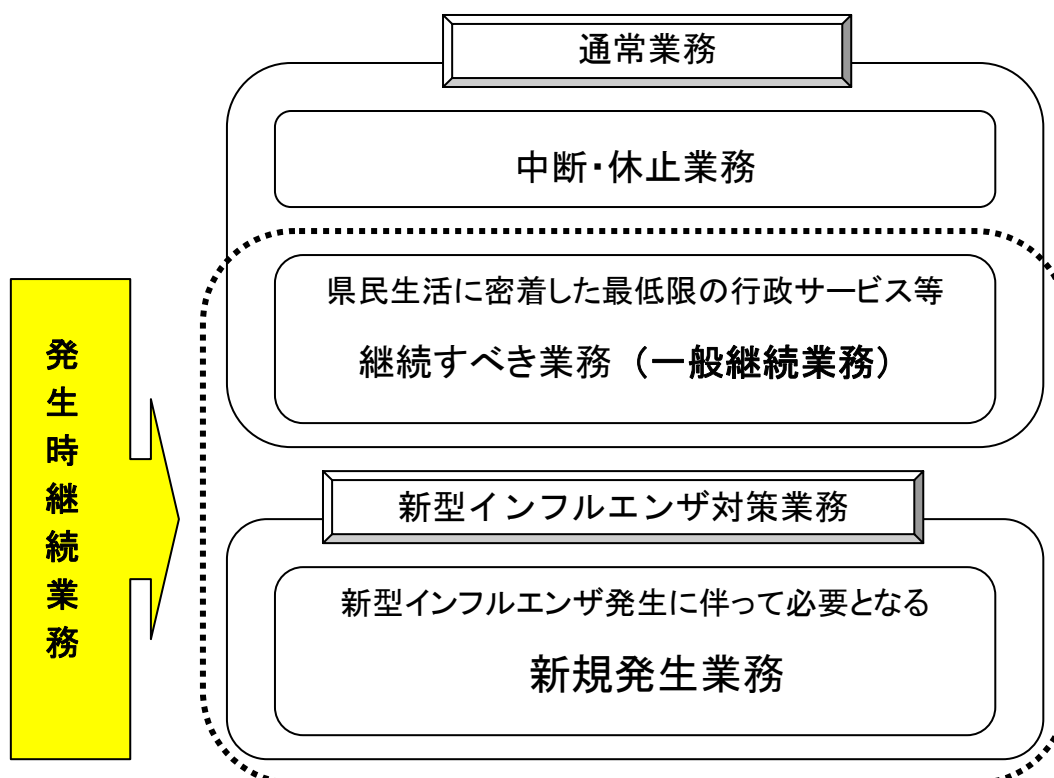 通常業務
中断・休止業務
県民生活に密着した最低限の行政サービス等
継続すべき業務（一般継続業務）
発生時継続業務
新型インフルエンザ対策業務
新型インフルエンザ発生に伴って必要となる
新規発生業務